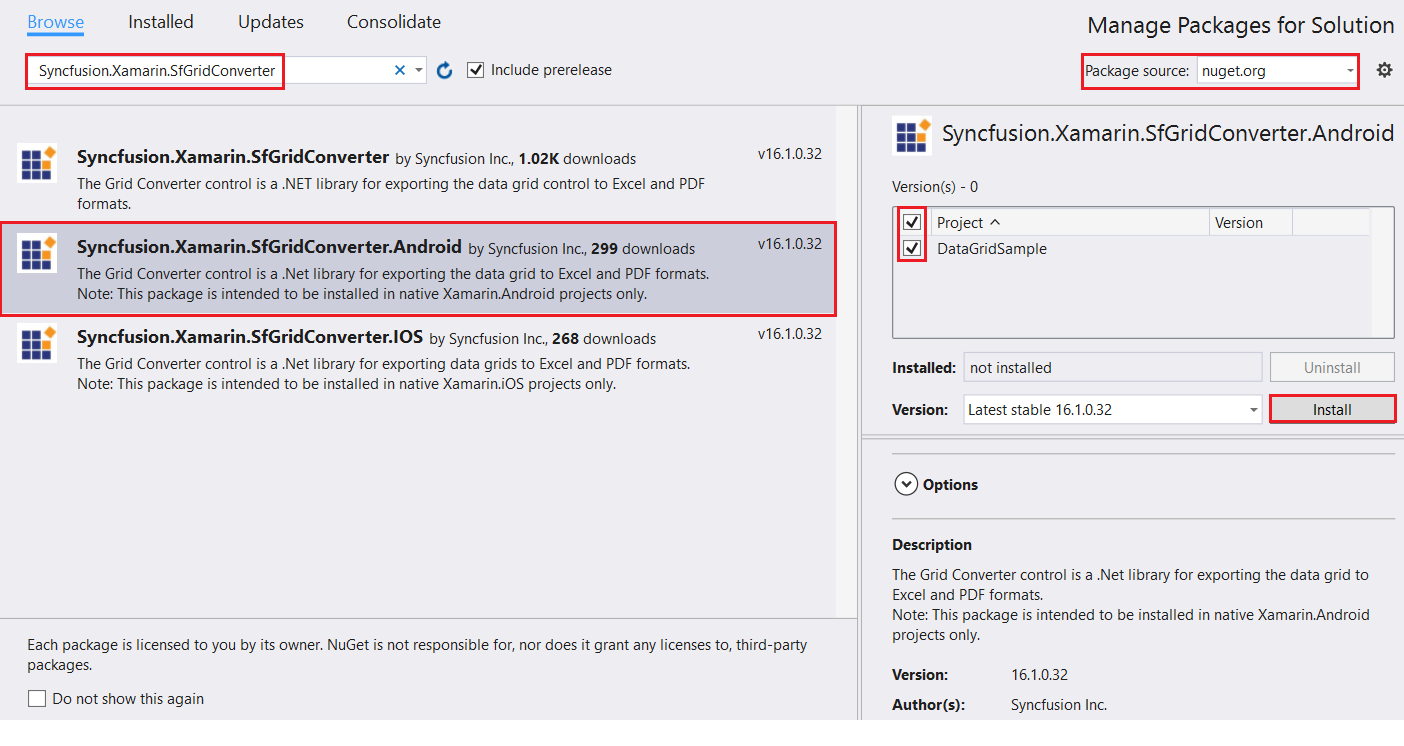 Browse Installed Updates Consolidate
Manage Packages for Solution
Syncfusion.Xamarin.SfGridConverter
Include prerelease
Package source: nuget.org
Syncfusion.Xamarin.SfGridConverter by Syncfusion Inc., 1.02K downloads v16.1.0.32
The Grid Converter control is a .NET library for exporting the data grid control to Excel and PDF
formats.
Syncfusion.Xamarin.SfGridConverter.Android by Syncfusion Inc., 299 downloads v16.1.0.32
The Grid Converter control is a .Net library for exporting the data grid to Excel and PDF formats.
Note: This package is intended to be installed in native Xamarin.Android projects only.
Syncfusion.Xamarin.SfGridConverter.IOS by Syncfusion Inc., 268 downloads v16.1.0.32
The Grid Converter control is a .Net library for exporting data grids to Excel and PDF formats.
Note: This package is intended to be installed in native Xamarin.iOS projects only.
Each package is licensed to you by its owner. NuGet is not responsible for, nor does it grant any licenses to, third-party
packages.
Do not show this again
Syncfusion.Xamarin.SfGridConverter.Android
Version(s) - 0
Project Version
DataGridSample
Installed: not installed Uninstall
Version: Latest stable 16.1.0.32 Install
Options
Description
The Grid Converter control is a .Net library for exporting the data grid to
Excel and PDF formats.
Note: This package is intended to be installed in native Xamarin.Android
projects only.
Version: 16.1.0.32
Author(s): Syncfusion Inc.